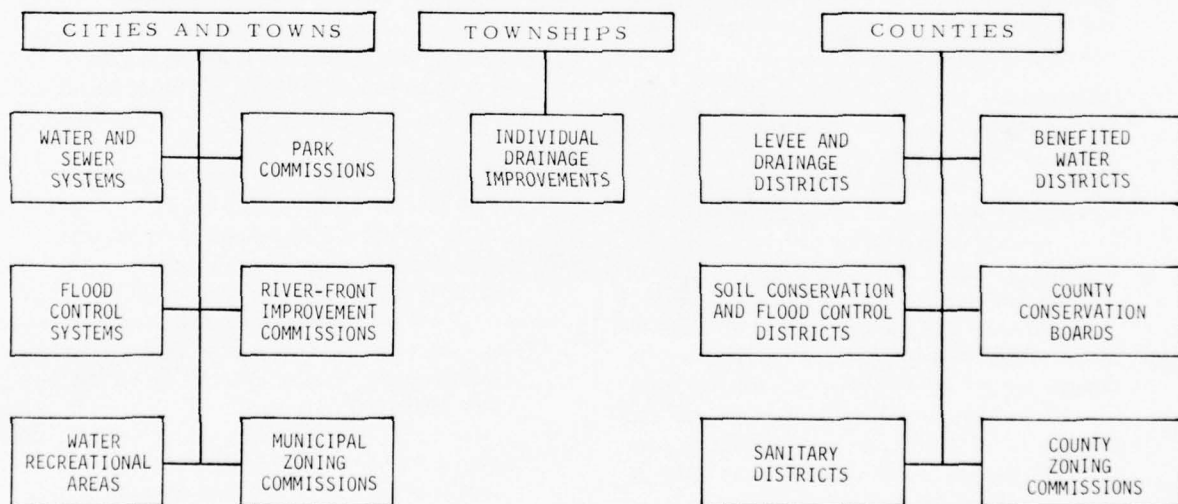 CITIES AND TOWNS
TOWNSHIPS
COUNTIES
WATER AND
SEWER
SYSTEMS
PARK
COMMISSIONS
INDIVIDUAL
DRAINAGE
IMPROVEMENTS
LEVEE AND
DRAINAGE
DISTRICTS
BENEFITED
WATER
DISTRICTS
FLOOD
CONTROL
SYSTEMS
RIVER-FRONT
IMPROVEMENT
COMMISSIONS
SOIL CONSERVATION
AND FLOOD CONTROL
DISTRICTS
COUNTY
CONSERVATION
BOARDS
WATER
RECREATIONAL
AREAS
MUNICIPAL
ZONING
COMMISSIONS
SANITARY
DISTRICTS
COUNTY
ZONING
COMMISSIONS